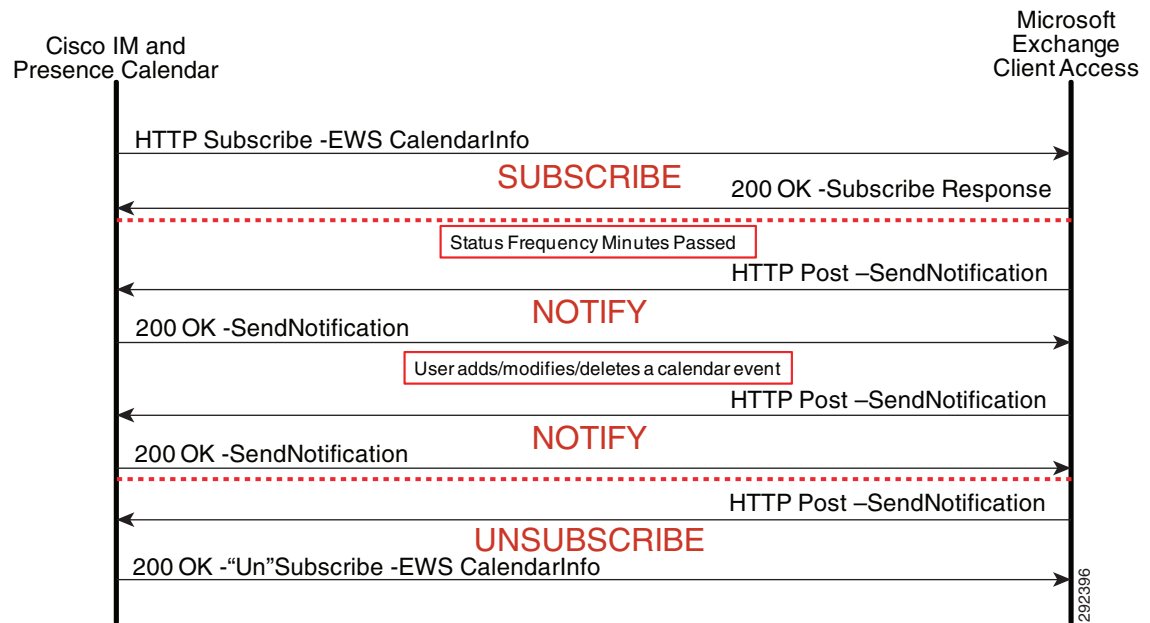 Cisco IM and
Presence Calendar
Microsoft
Exchange
Client Access
HTTP Subscribe -EWS CalendarInfo
SUBSCRIBE
200 OK -Subscribe Response
Status Frequency Minutes Passed
HTTP Post –SendNotification
NOTIFY
200 OK -SendNotification
User adds/modifies/deletes a calendar event
HTTP Post –SendNotification
NOTIFY
200 OK -SendNotification
HTTP Post –SendNotification
UNSUBSCRIBE
200 OK -“Un”Subscribe -EWS CalendarInfo
292396